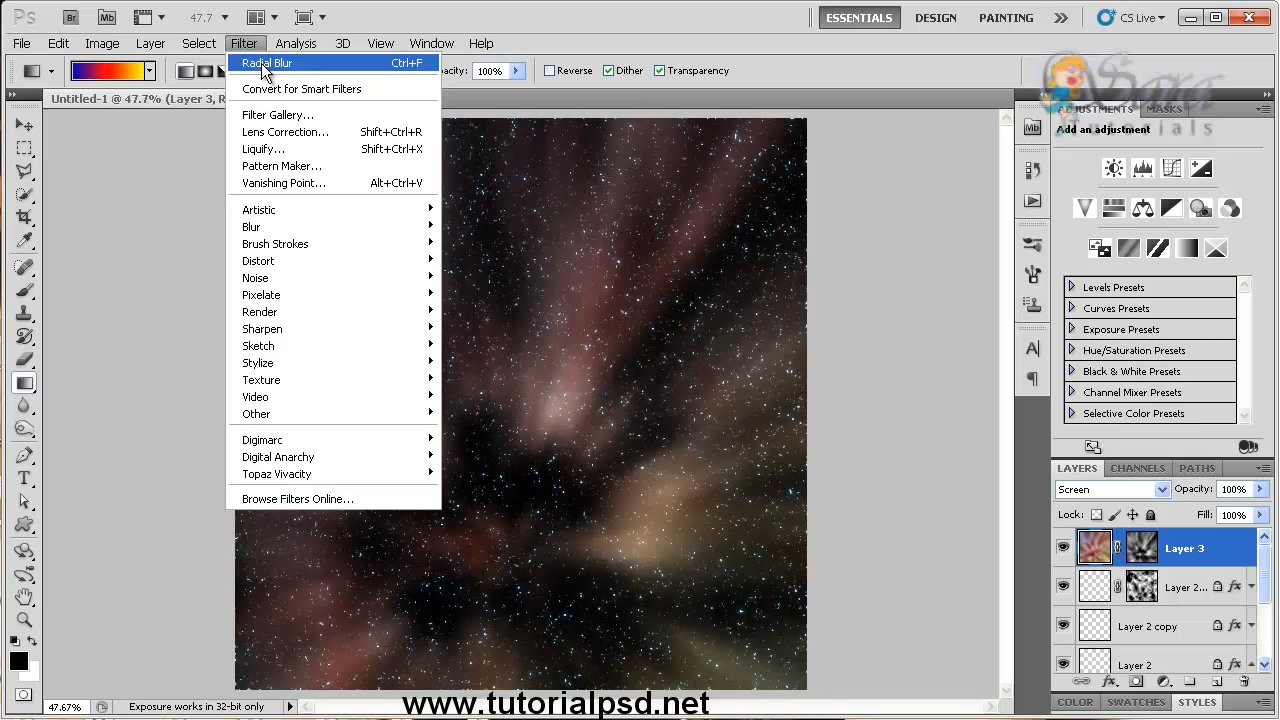 Ps Br Mb 47.7 ESSENTIALS DESIGN PAINTING CS Live
File Edit Image Layer Select Filter Analysis 3D View Window Help
acity: 100% Reverse Dither Transparency
Untitled-1 @ 47.7% (Layer 3, R
Radial Blur Ctrl+F
Convert for Smart Filters
Filter Gallery...
Lens Correction... Shift+Ctrl+R
Liquify... Shift+Ctrl+X
Pattern Maker...
Vanishing Point... Alt+Ctrl+V
Artistic
Blur
Brush Strokes
Distort
Noise
Pixelate
Render
Sharpen
Sketch
Stylize
Texture
Video
Other
Digimarc
Digital Anarchy
Topaz Vivacity
Browse Filters Online...
Sara
Tutorials
Mb
ADJUSTMENTS MASKS
Add an adjustment
Levels Presets
Curves Presets
Exposure Presets
Hue/Saturation Presets
Black & White Presets
Channel Mixer Presets
Selective Color Presets
LAYERS CHANNELS PATHS
Screen Opacity: 100%
Lock: Fill: 100%
Layer 3
Layer 2...
Layer 2 copy
Layer 2
COLOR SWATCHES STYLES
47.67% Exposure works in 32-bit only
www.tutorialpsd.net